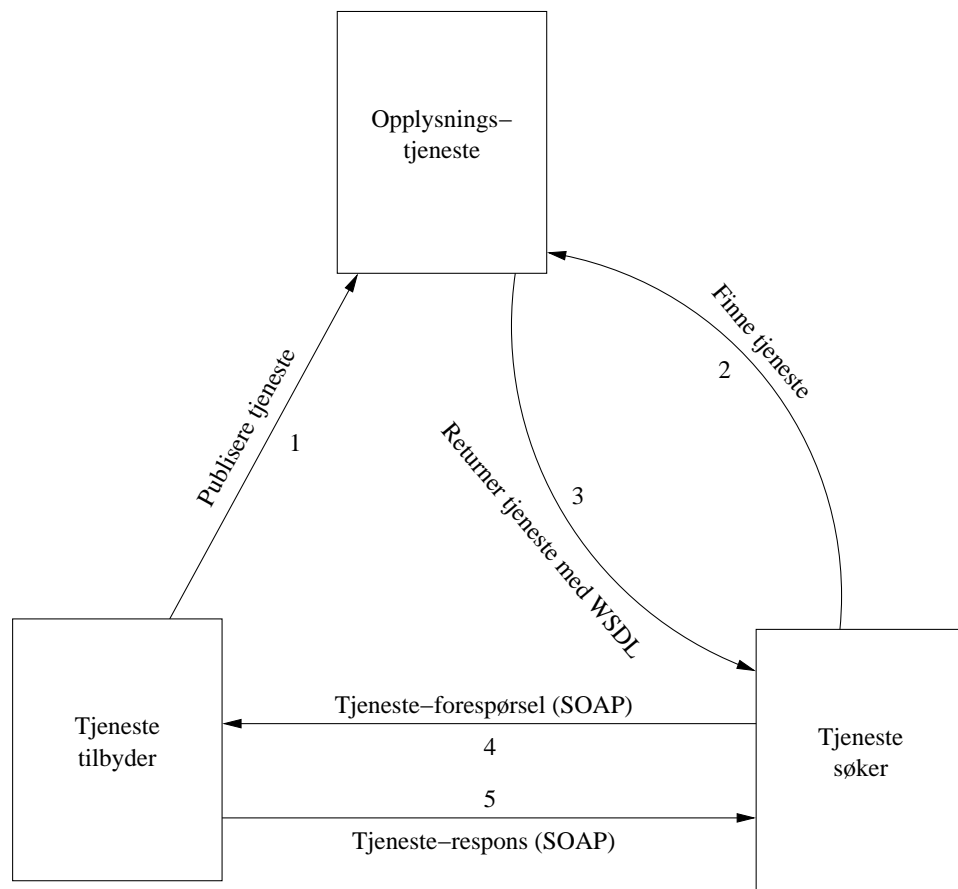 Opplysnings–
tjeneste
Finne tjeneste
2
Publisere tjeneste
1
3
Returner tjeneste med WSDL
Tjeneste–forespørsel (SOAP)
4
Tjeneste
tilbyder
Tjeneste
søker
5
Tjeneste–respons (SOAP)